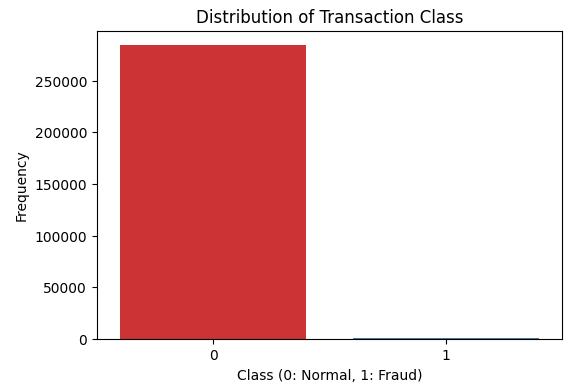 Distribution of Transaction Class
Frequency
250000
200000
150000
100000
50000
0
0 1
Class (0: Normal, 1: Fraud)